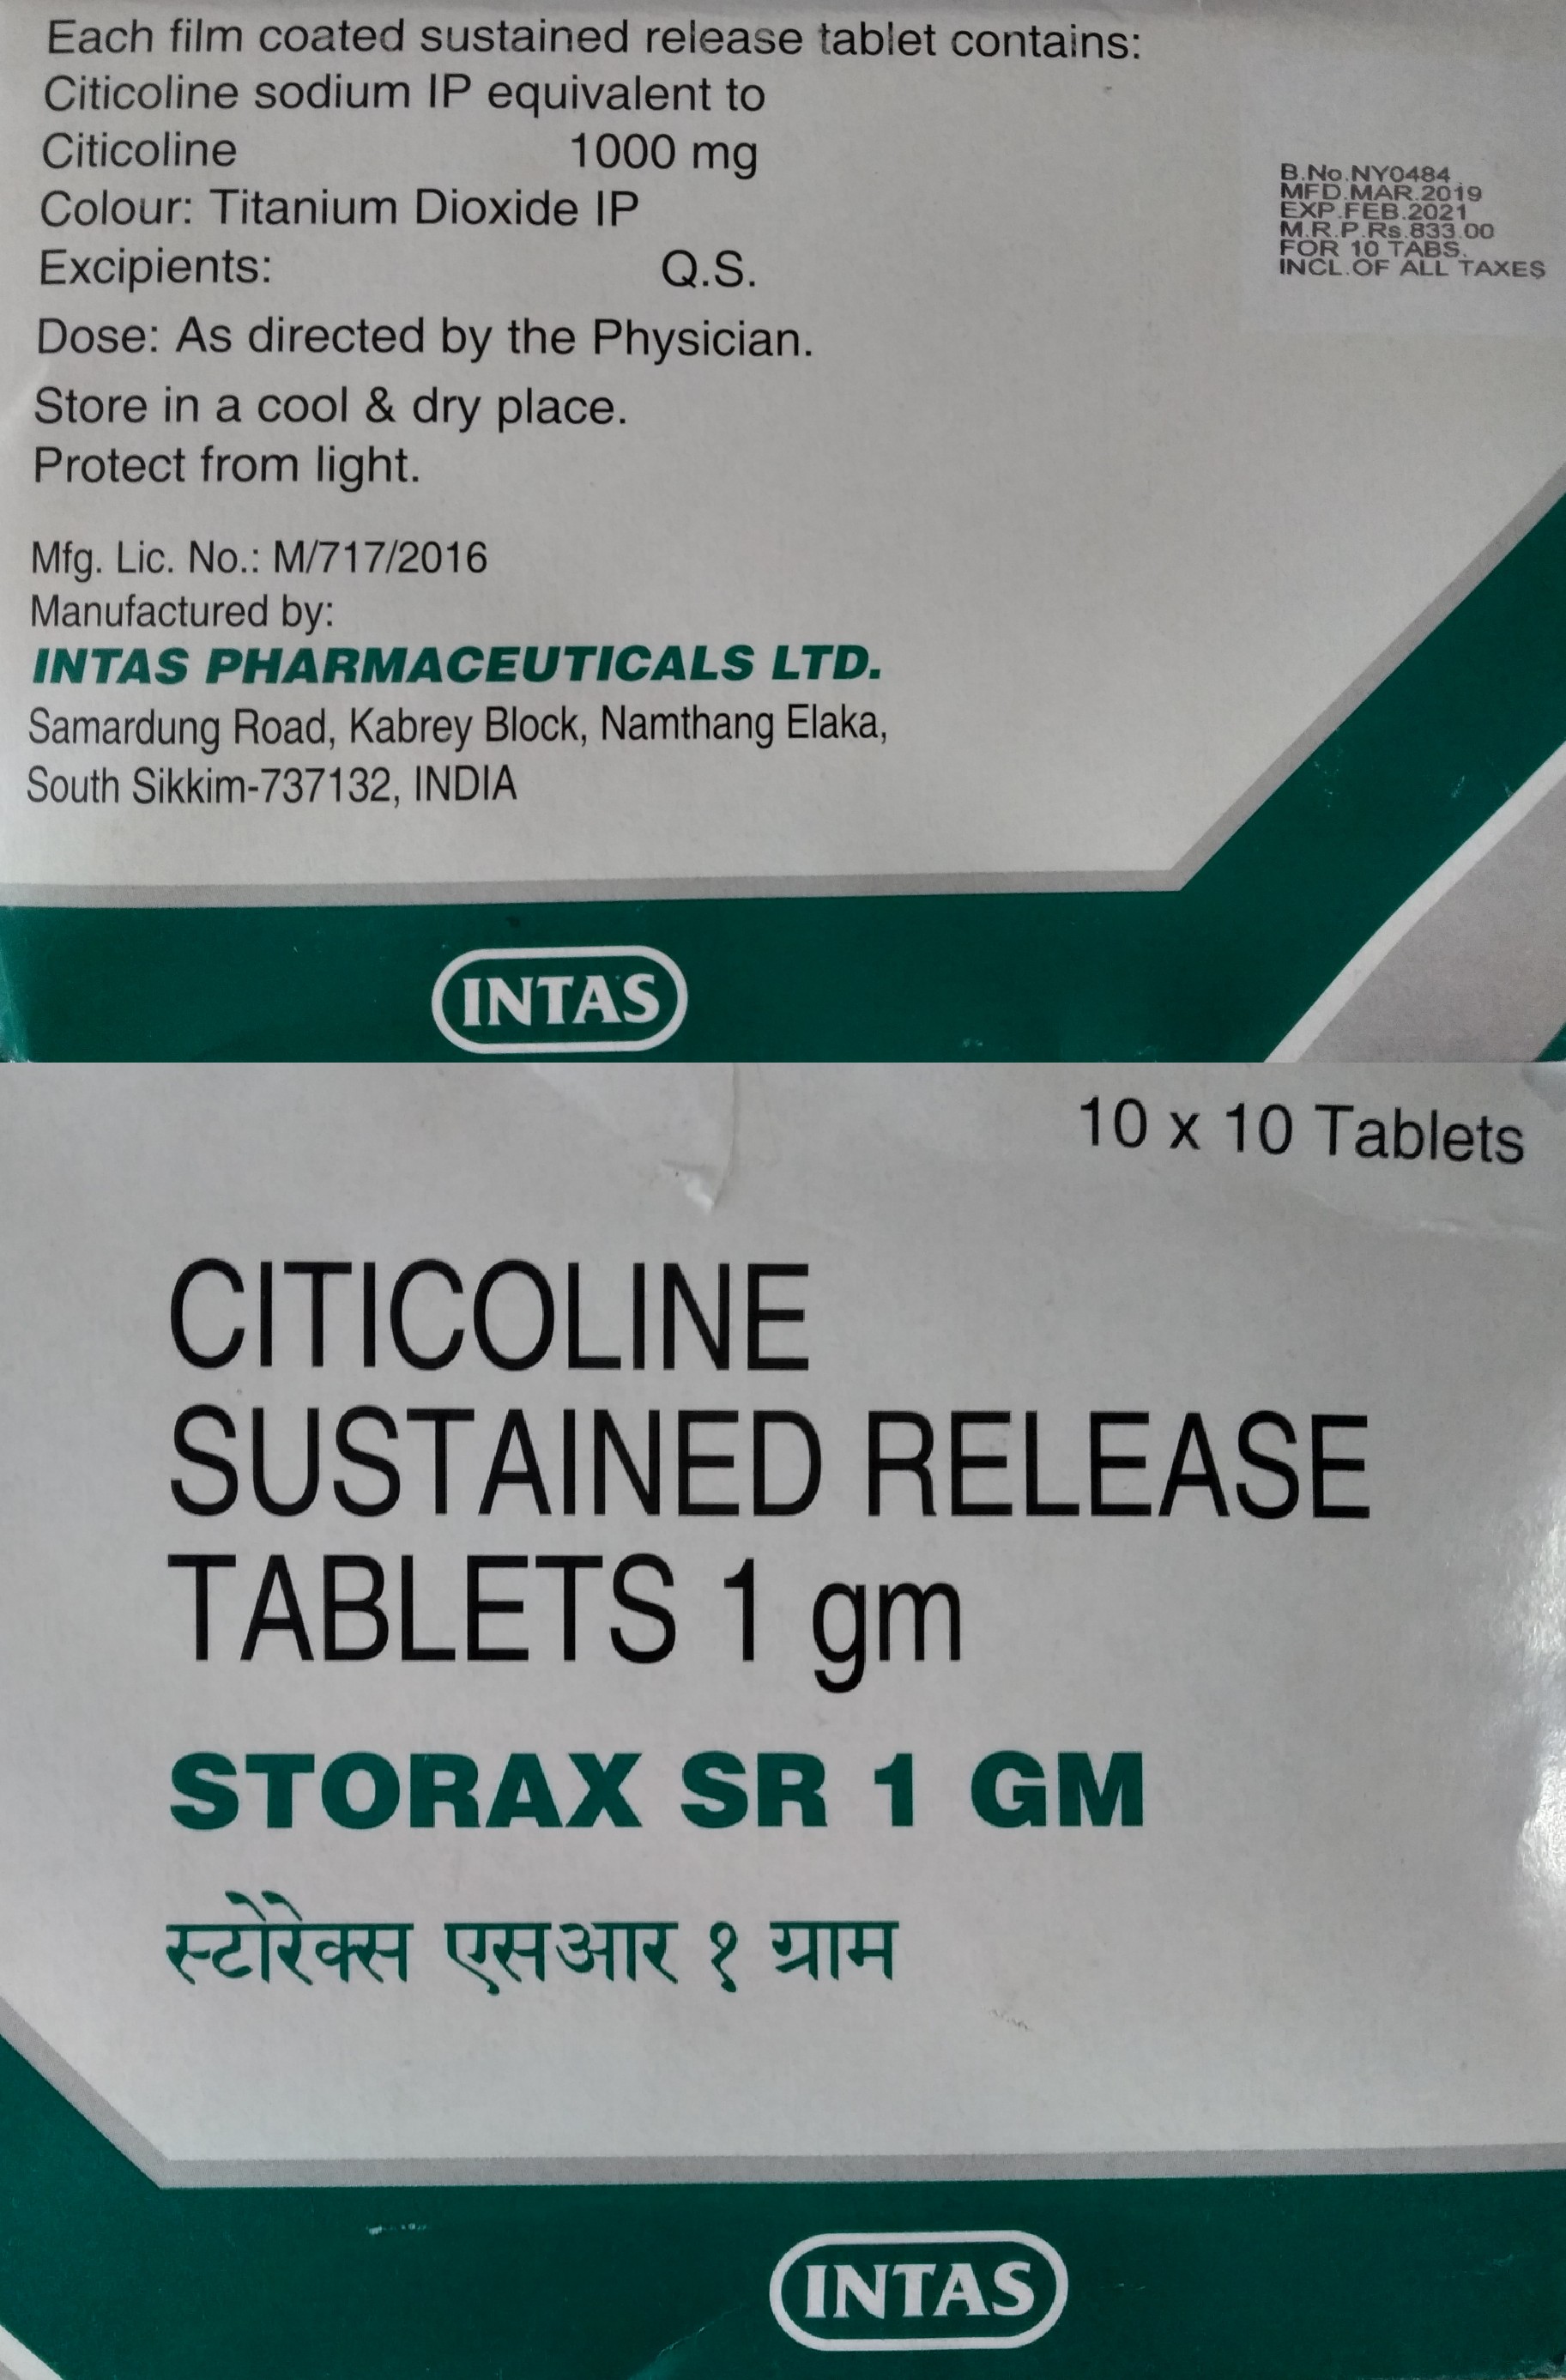 Each film coated sustained release tablet contains:
Citicoline sodium IP equivalent to
Citicoline 1000 mg
Colour: Titanium Dioxide IP
Excipients: Q.S.
Dose: As directed by the Physician.
Store in a cool & dry place.
Protect from light.
B.No.NY0484
MFD.MAR.2019
EXP.FEB.2021
M.R.P.Rs.833.00
FOR 10 TABS.
INCL.OF ALL TAXES
Mfg. Lic. No.: M/717/2016
Manufactured by:
INTAS PHARMACEUTICALS LTD.
Samardung Road, Kabrey Block, Namthang Elaka,
South Sikkim-737132, INDIA
INTAS
10 x 10 Tablets
CITICOLINE
SUSTAINED RELEASE
TABLETS 1 gm
STORAX SR 1 GM
स्टोरेक्स एसआर १ ग्राम
INTAS